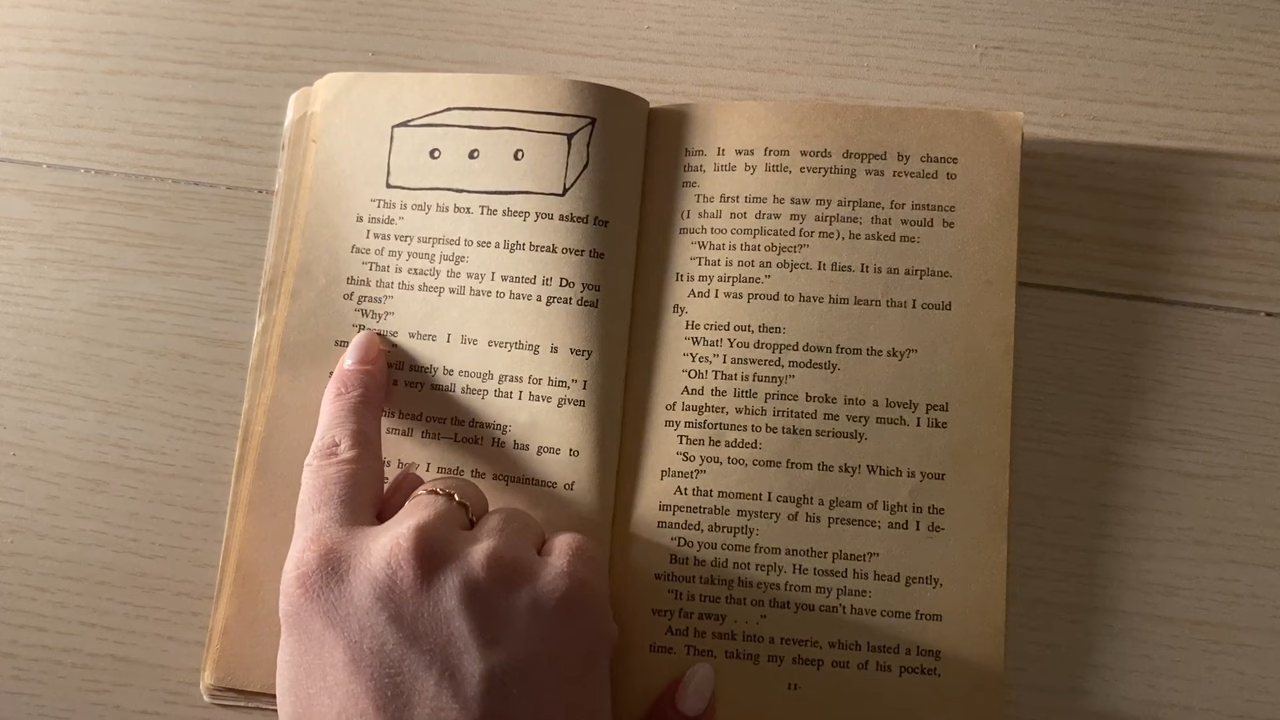 "This is only his box. The sheep you asked for
is inside."
I was very surprised to see a light break over the
face of my young judge:
"That is exactly the way I wanted it! Do you
think that this sheep will have to have a great deal
of grass?"
"Why?"
"Because where I live everything is very
will surely be enough grass for him," I
a very small sheep that I have given
his head over the drawing:
small that—Look! He has gone to
is how I made the acquaintance of
him. It was from words dropped by chance
that, little by little, everything was revealed to
me.
The first time he saw my airplane, for instance
(I shall not draw my airplane; that would be
much too complicated for me), he asked me:
"What is that object?"
"That is not an object. It flies. It is an airplane.
It is my airplane."
And I was proud to have him learn that I could
fly.
He cried out, then:
"What! You dropped down from the sky?"
"Yes," I answered, modestly.
"Oh! That is funny!"
And the little prince broke into a lovely peal
of laughter, which irritated me very much. I like
my misfortunes to be taken seriously.
Then he added:
"So you, too, come from the sky! Which is your
planet?"
At that moment I caught a gleam of light in the
impenetrable mystery of his presence; and I de-
manded, abruptly:
"Do you come from another planet?"
But he did not reply. He tossed his head gently,
without taking his eyes from my plane:
"It is true that on that you can't have come from
very far away . . ."
And he sank into a reverie, which lasted a long
time. Then, taking my sheep out of his pocket,
11